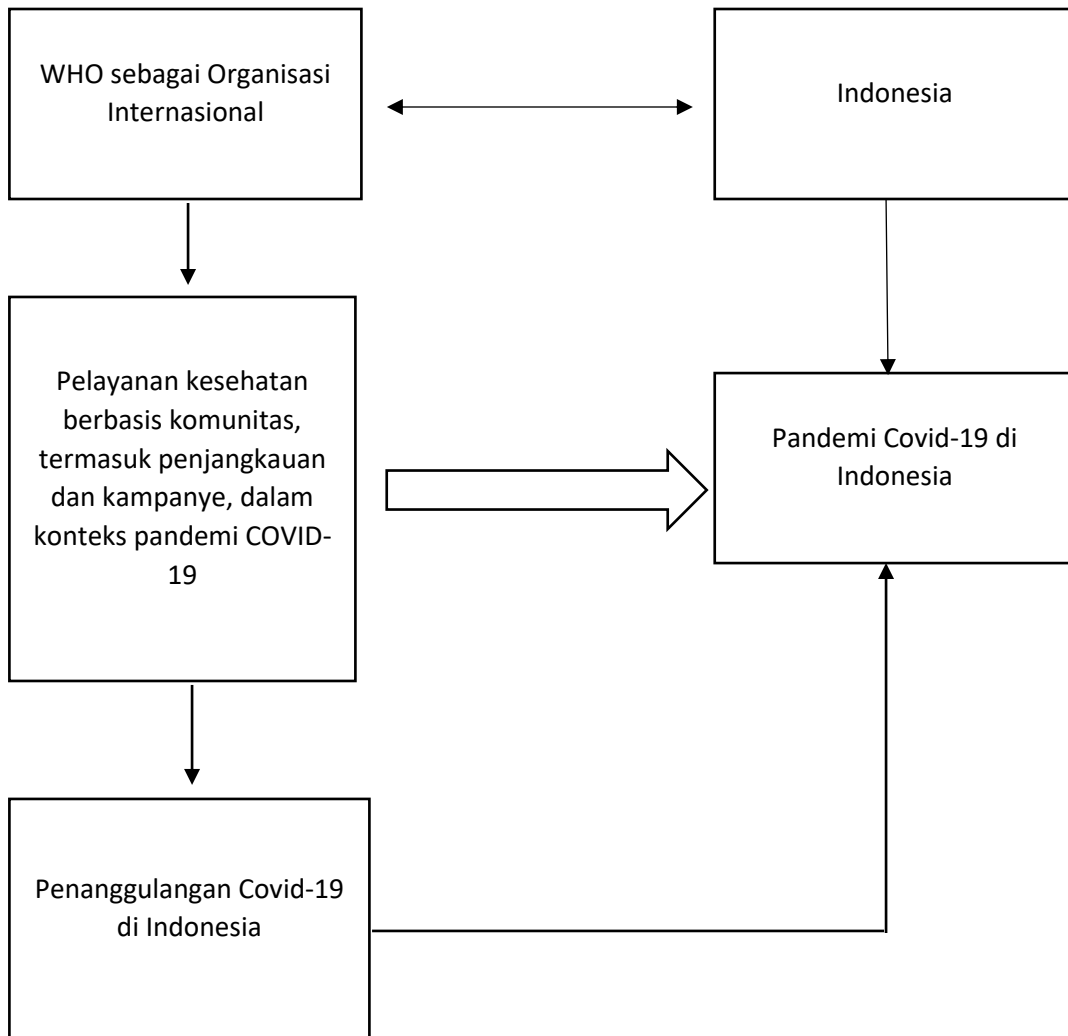 WHO sebagai Organisasi
Internasional
Indonesia
Pelayanan kesehatan
berbasis komunitas,
termasuk penjangkauan
dan kampanye, dalam
konteks pandemi COVID-
19
Pandemi Covid-19 di
Indonesia
Penanggulangan Covid-19
di Indonesia